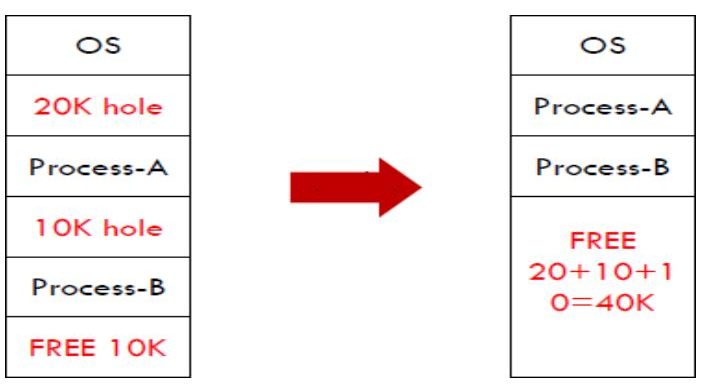 OS
20K hole
Process-A
10K hole
Process-B
FREE 10K
OS
Process-A
Process-B
FREE
20+10+1
0=40K